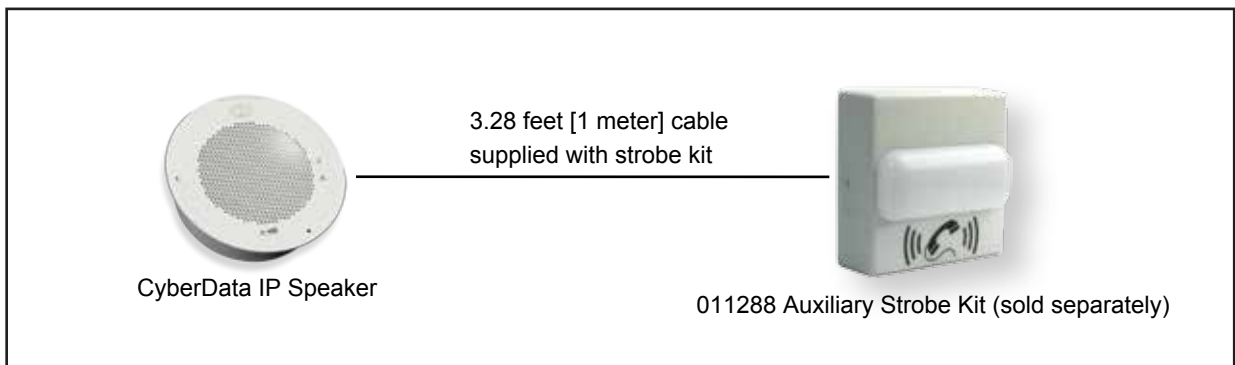 3.28 feet [1 meter] cable
supplied with strobe kit
CyberData IP Speaker
011288 Auxiliary Strobe Kit (sold separately)